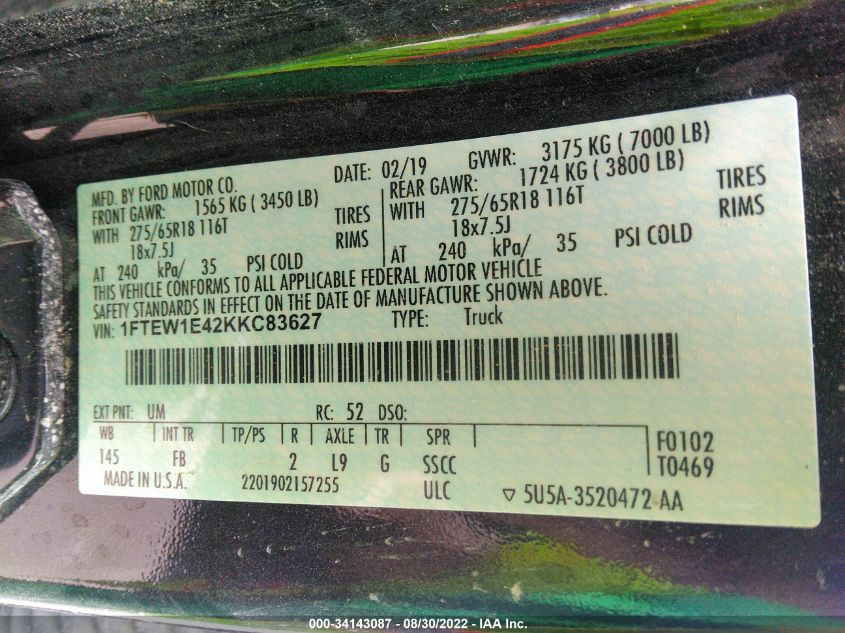 MFD. BY FORD MOTOR CO.
DATE: 02/19 GVWR: 3175 KG ( 7000 LB)
FRONT GAWR: 1565 KG ( 3450 LB)
REAR GAWR: 1724 KG ( 3800 LB)
WITH 275/65R18 116T TIRES
WITH 275/65R18 116T TIRES
18x7.5J RIMS
18x7.5J RIMS
AT 240 kPa/ 35 PSI COLD
AT 240 kPa/ 35 PSI COLD
THIS VEHICLE CONFORMS TO ALL APPLICABLE FEDERAL MOTOR VEHICLE
SAFETY STANDARDS IN EFFECT ON THE DATE OF MANUFACTURE SHOWN ABOVE.
VIN: 1FTEW1E42KKC83627 TYPE: Truck
EXT PNT: UM RC: 52 DSO:
WB INT TR TP/PS R AXLE TR SPR F0102
145 FB 2 L9 G SSCC T0469
MADE IN U.S.A. 2201902157255 ULC ▽ 5U5A-3520472 AA
000-34143087 - 08/30/2022 - IAA Inc.